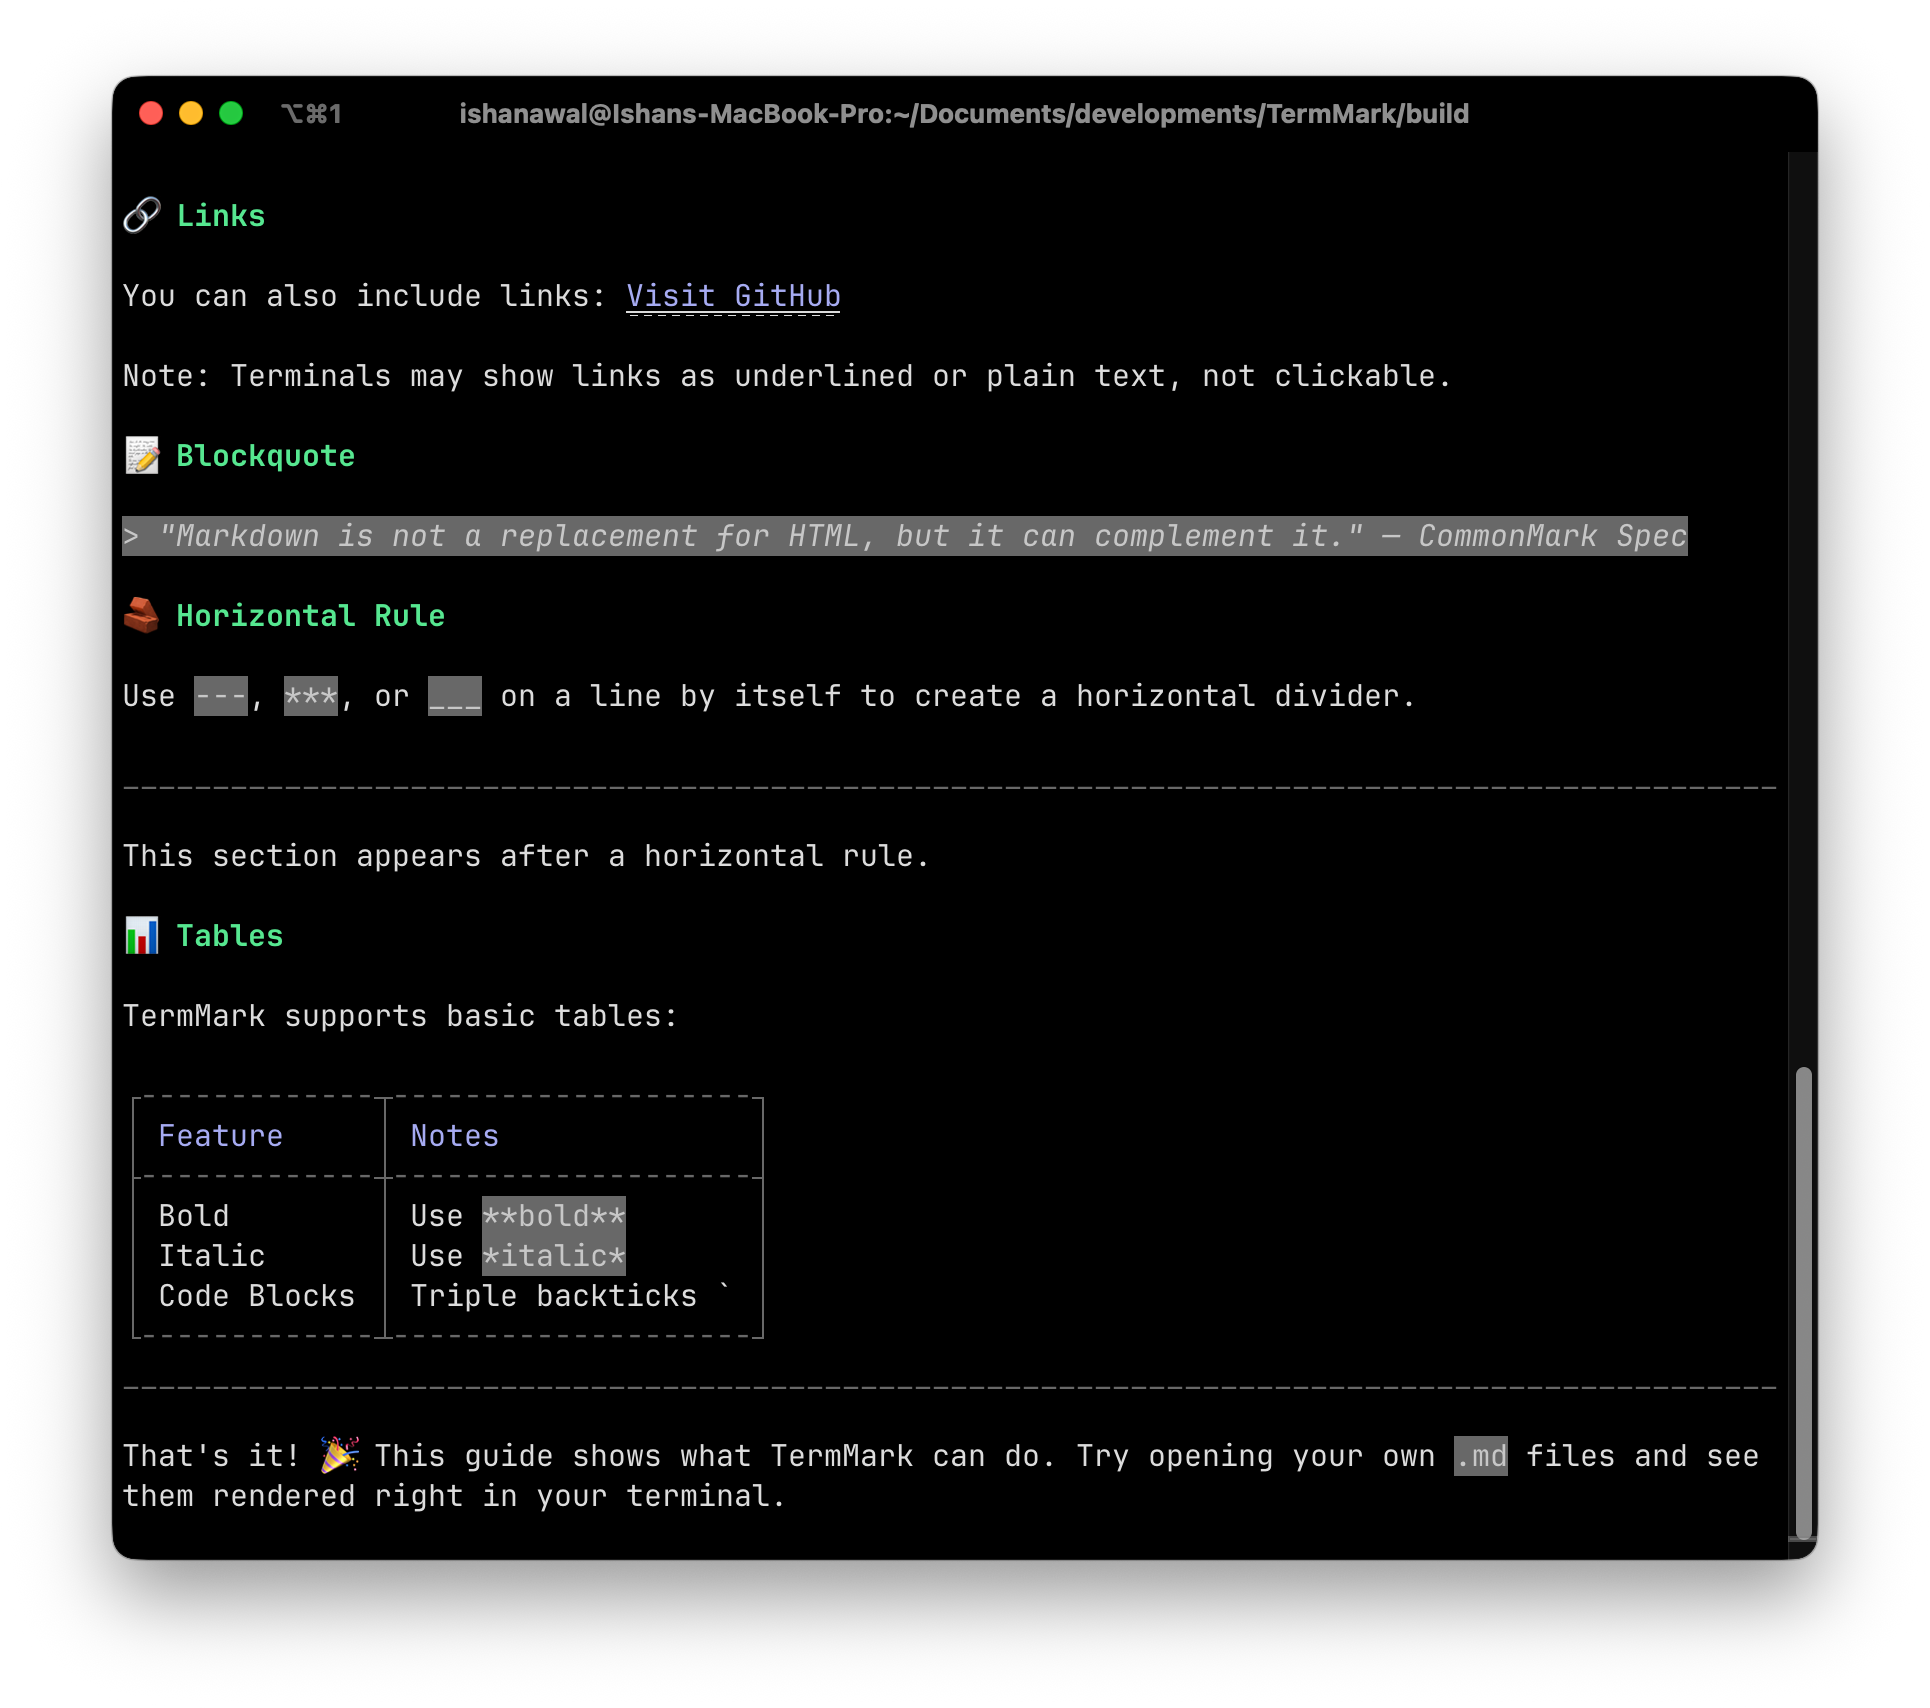 ⌥⌘1 ishanawal@Ishans-MacBook-Pro:~/Documents/developments/TermMark/build
🔗 Links
You can also include links: Visit GitHub
Note: Terminals may show links as underlined or plain text, not clickable.
📝 Blockquote
> "Markdown is not a replacement for HTML, but it can complement it." — CommonMark Spec
🧱 Horizontal Rule
Use ---, ***, or ___ on a line by itself to create a horizontal divider.
This section appears after a horizontal rule.
📊 Tables
TermMark supports basic tables:
Feature Notes
Bold Use **bold**
Italic Use *italic*
Code Blocks Triple backticks `
That's it! 🎉 This guide shows what TermMark can do. Try opening your own .md files and see
them rendered right in your terminal.